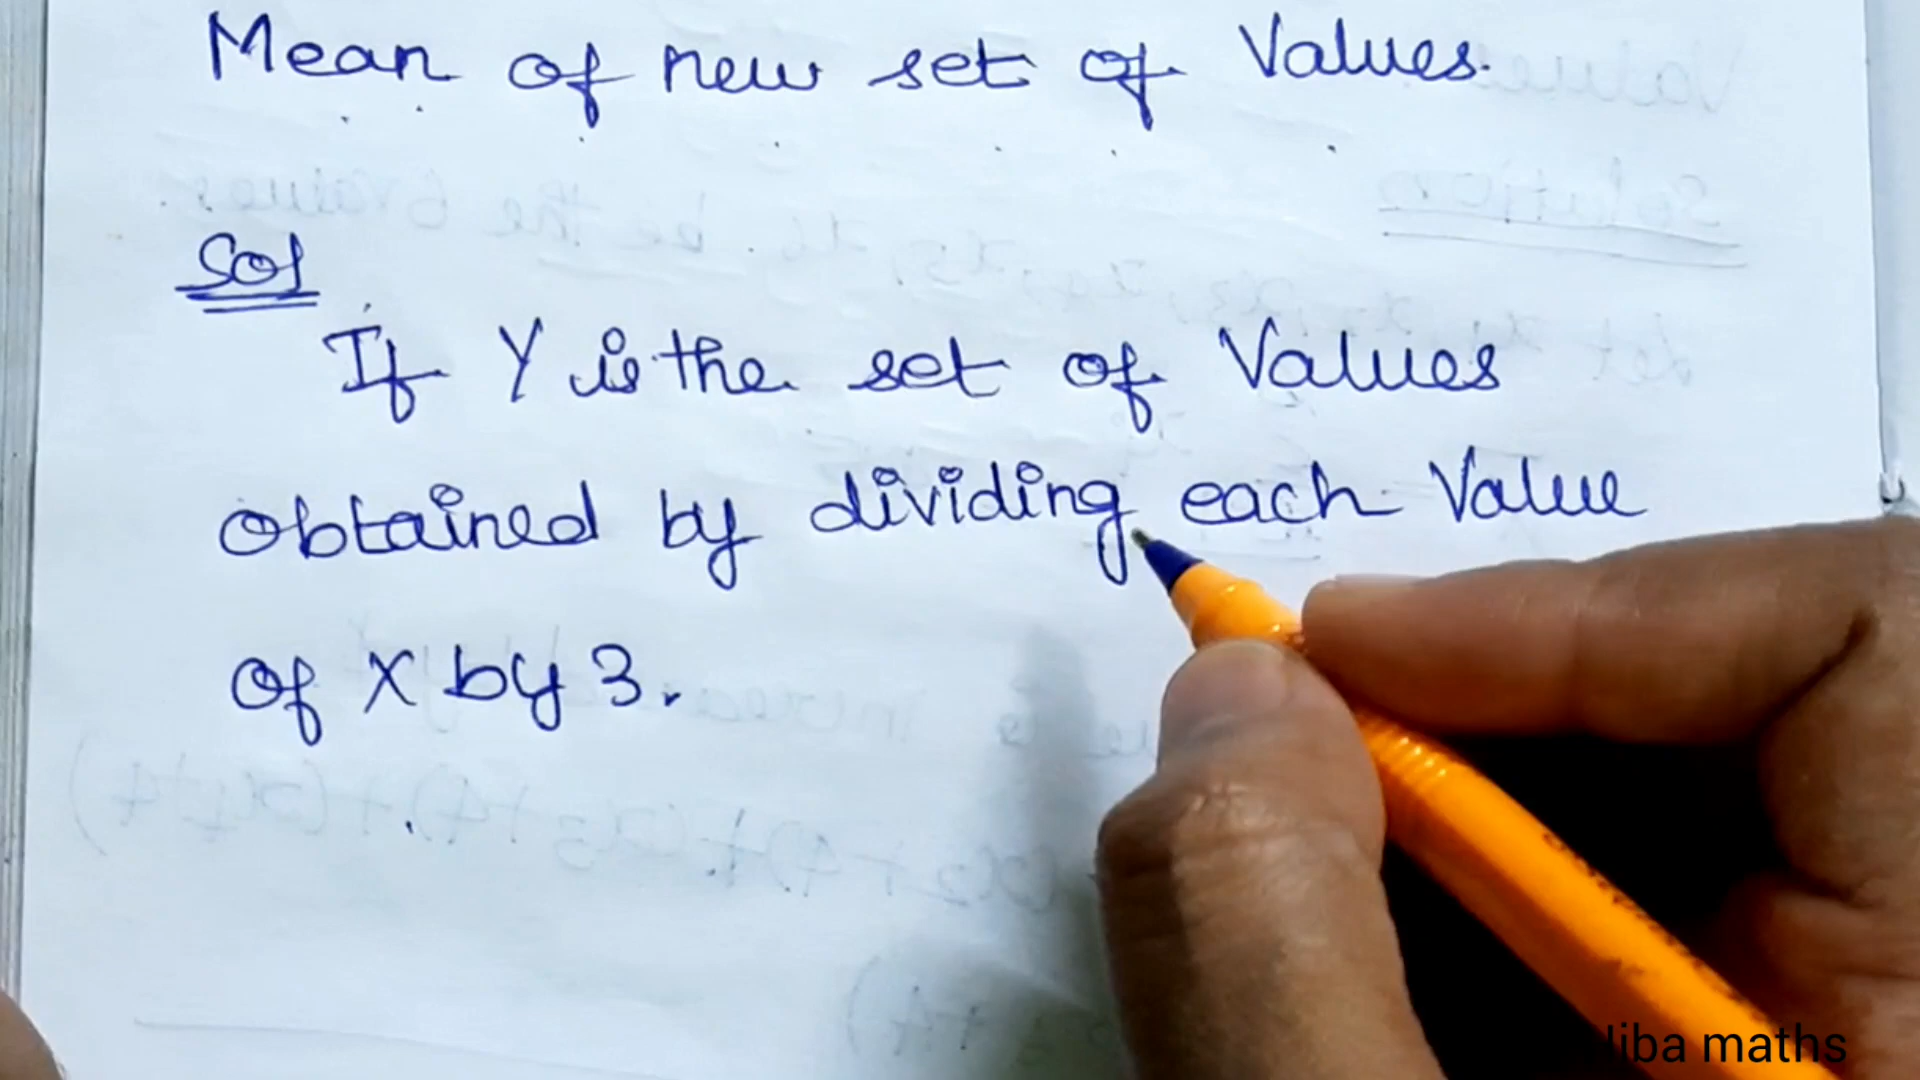 Mean of new set of Values.
Sol
If Y is the set of Values
obtained by dividing each Value
of X by 3.
iba maths